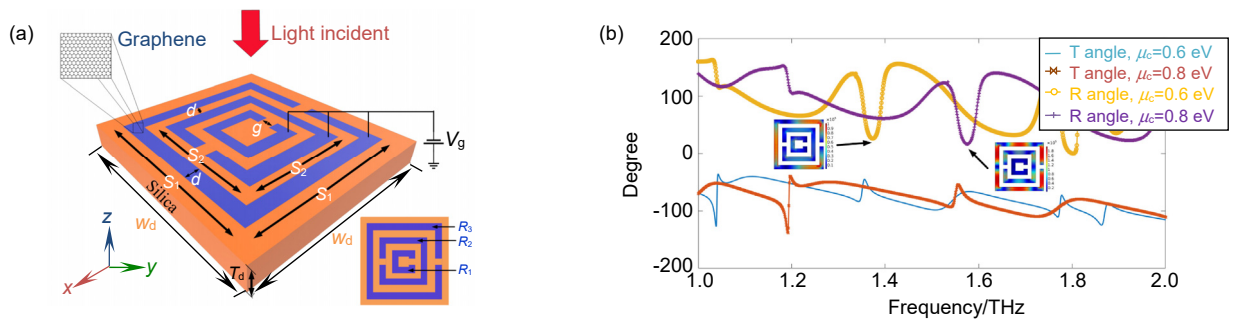 (a)
Graphene
Light incident
d
g
S2
S2
S1
d
S1
Silica
Vg
wd
wd
Td
z
y
x
R3
R2
R1
(b)
200
100
0
-100
-200
Degree
1.0 1.2 1.4 1.6 1.8 2.0
Frequency/THz
T angle, μc=0.6 eV
T angle, μc=0.8 eV
R angle, μc=0.6 eV
R angle, μc=0.8 eV